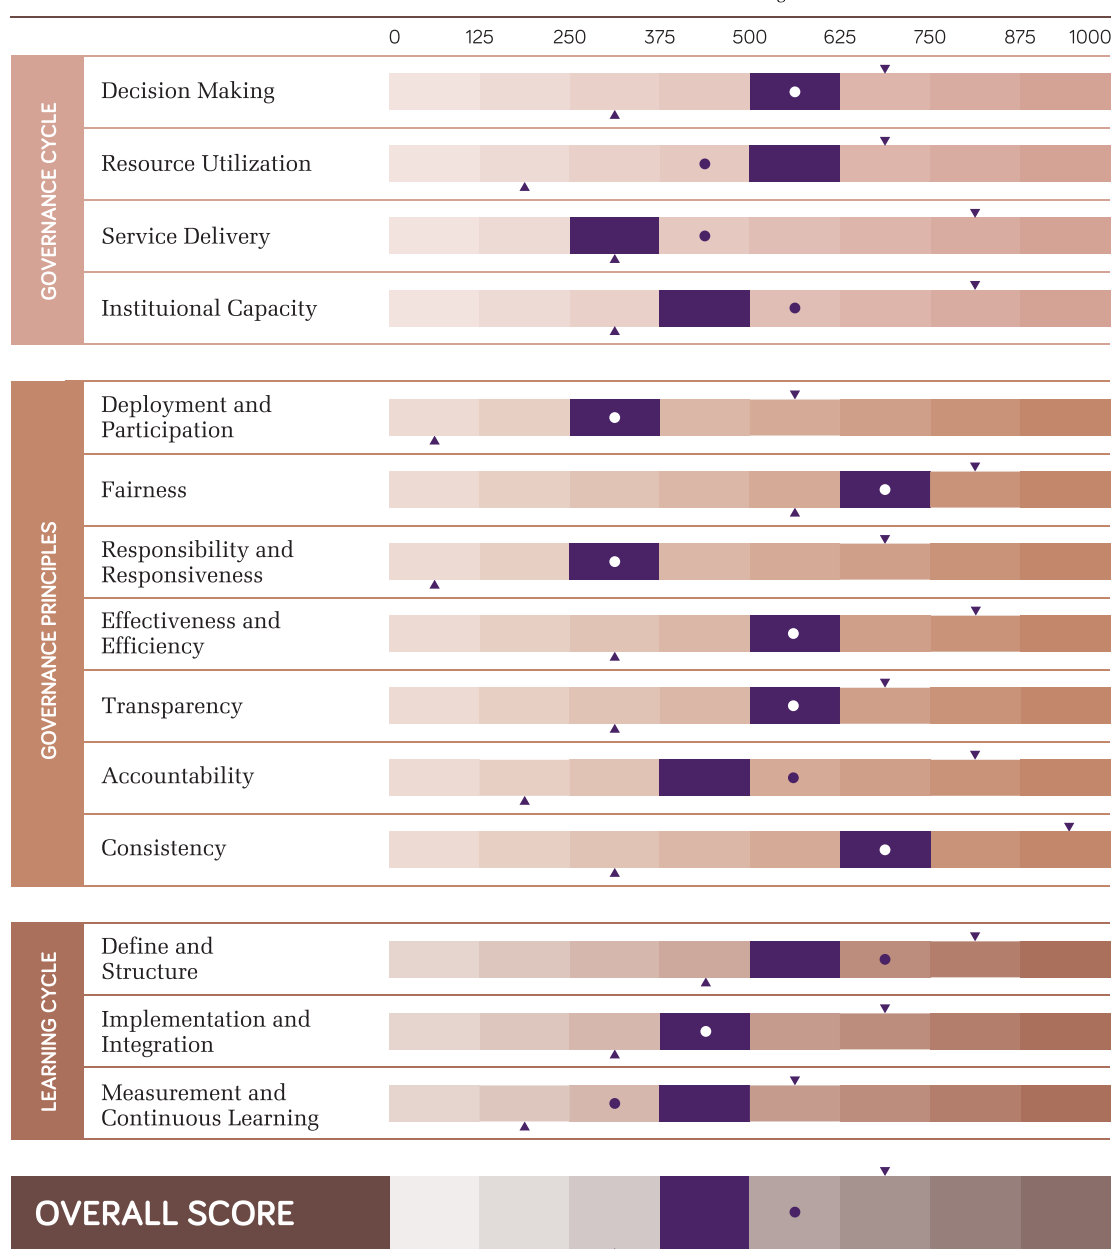 0 125 250 375 500 625 750 875 1000
GOVERNANCE CYCLE
Decision Making
Resource Utilization
Service Delivery
Instituional Capacity
GOVERNANCE PRINCIPLES
Deployment and
Participation
Fairness
Responsibility and
Responsiveness
Effectiveness and
Efficiency
Transparency
Accountability
Consistency
LEARNING CYCLE
Define and
Structure
Implementation and
Integration
Measurement and
Continuous Learning
OVERALL SCORE